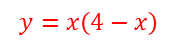 y = x(4 − x)